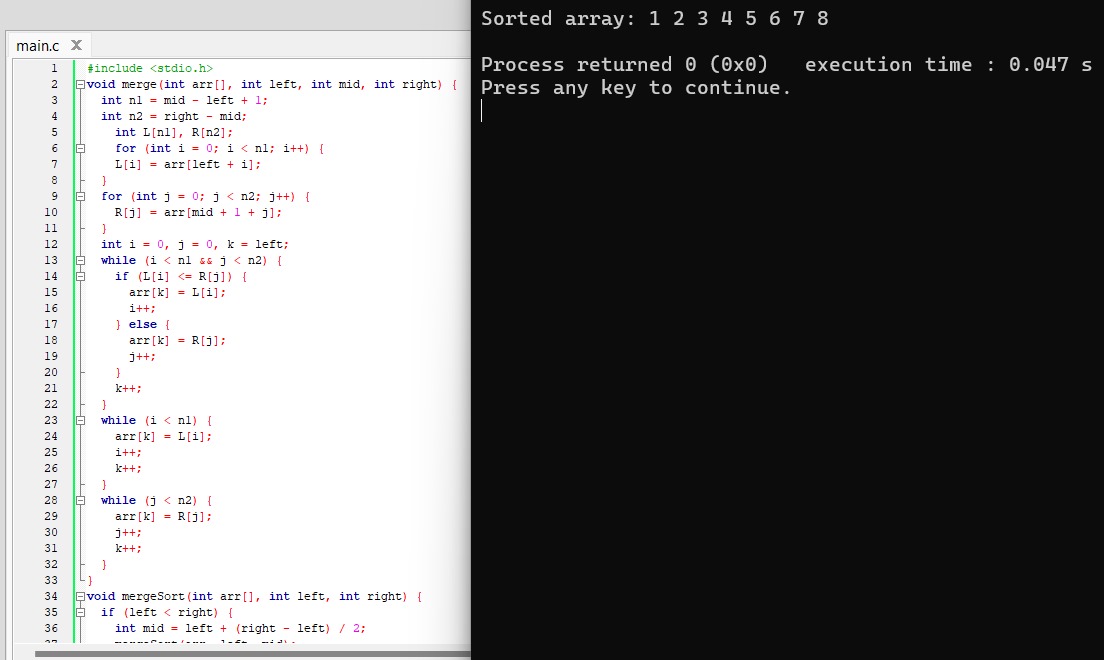 main.c X
1 #include <stdio.h>
2 void merge(int arr[], int left, int mid, int right) {
3 int n1 = mid - left + 1;
4 int n2 = right - mid;
5 int L[n1], R[n2];
6 for (int i = 0; i < n1; i++) {
7 L[i] = arr[left + i];
8 }
9 for (int j = 0; j < n2; j++) {
10 R[j] = arr[mid + 1 + j];
11 }
12 int i = 0, j = 0, k = left;
13 while (i < n1 && j < n2) {
14 if (L[i] <= R[j]) {
15 arr[k] = L[i];
16 i++;
17 } else {
18 arr[k] = R[j];
19 j++;
20 }
21 k++;
22 }
23 while (i < n1) {
24 arr[k] = L[i];
25 i++;
26 k++;
27 }
28 while (j < n2) {
29 arr[k] = R[j];
30 j++;
31 k++;
32 }
33 }
34 void mergeSort(int arr[], int left, int right) {
35 if (left < right) {
36 int mid = left + (right - left) / 2;
Sorted array: 1 2 3 4 5 6 7 8
Process returned 0 (0x0) execution time : 0.047 s
Press any key to continue.